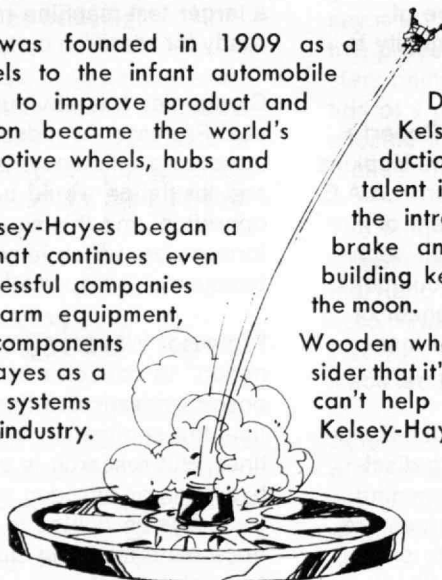 was founded in 1909 as a
els to the infant automobile
to improve product and
on became the world's
otive wheels, hubs and
sey-Hayes began a
hat continues even
essful companies
arm equipment,
components
ayes as a
systems
industry.
D
Kels
duction
talent i
the intr
brake an
building ke
the moon.
Wooden whe
sider that it'
can't help
Kelsey-Hay